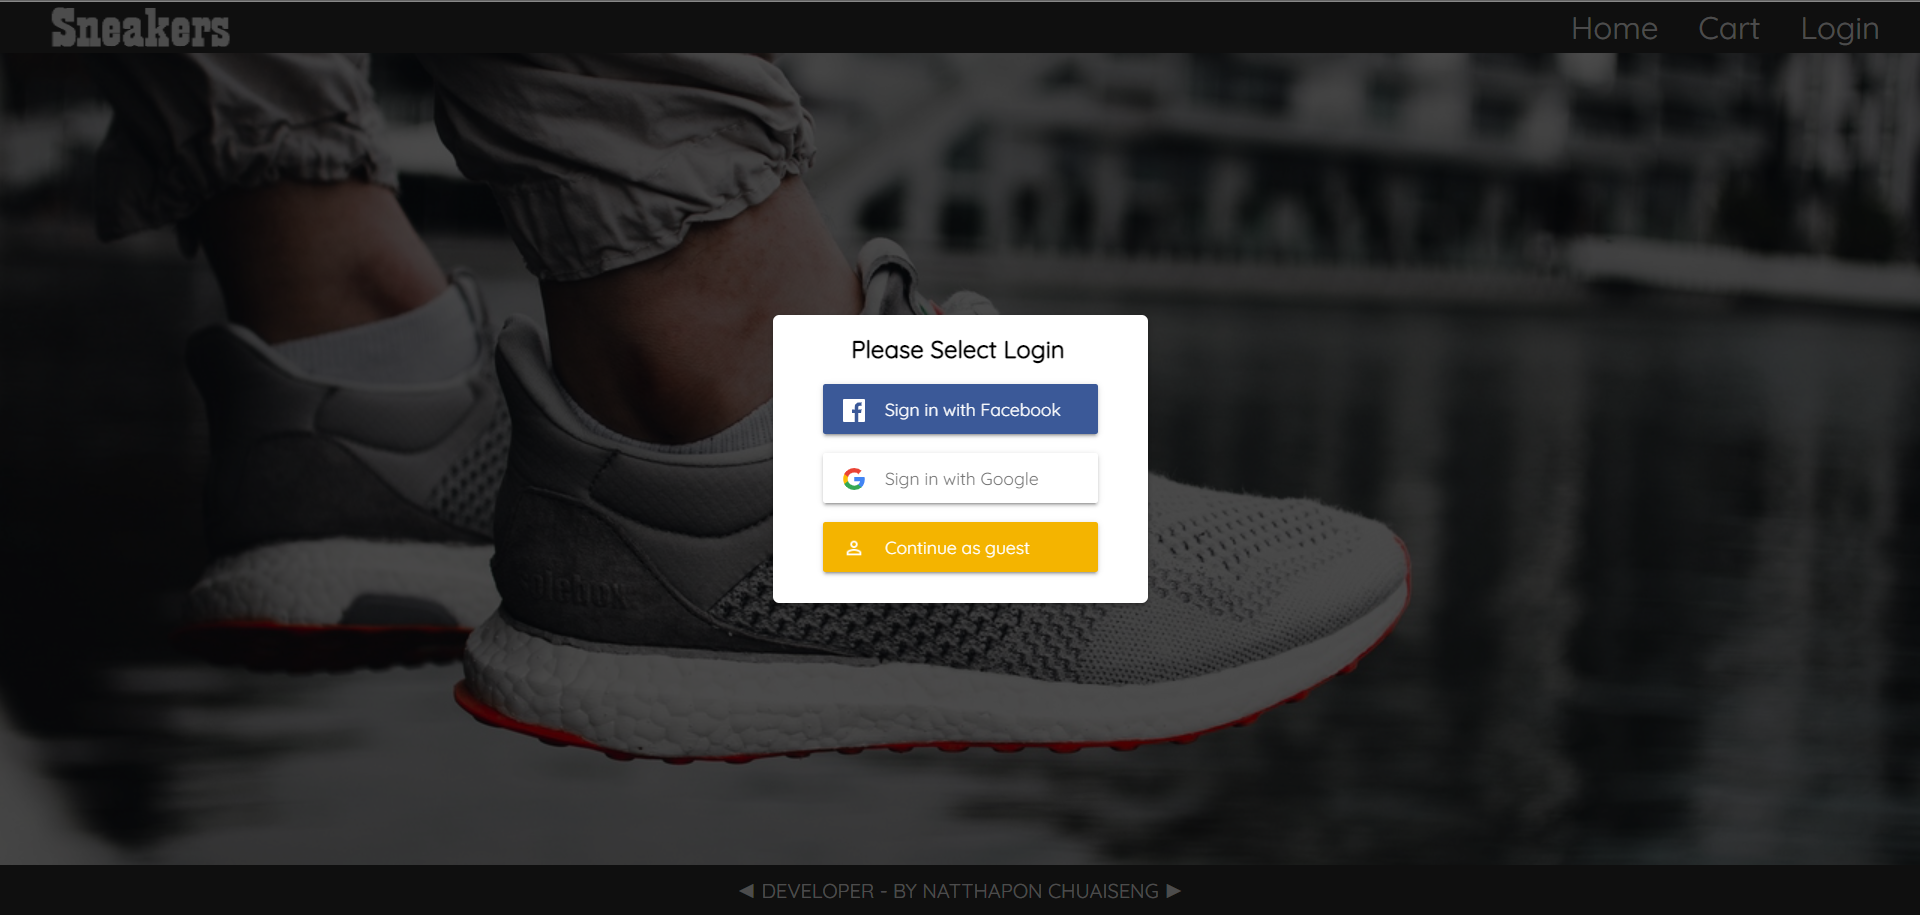 Sneakers
Home Cart Login
Please Select Login
Sign in with Facebook
Sign in with Google
Continue as guest
solebox
◄ DEVELOPER - BY NATTHAPON CHUAISENG ►